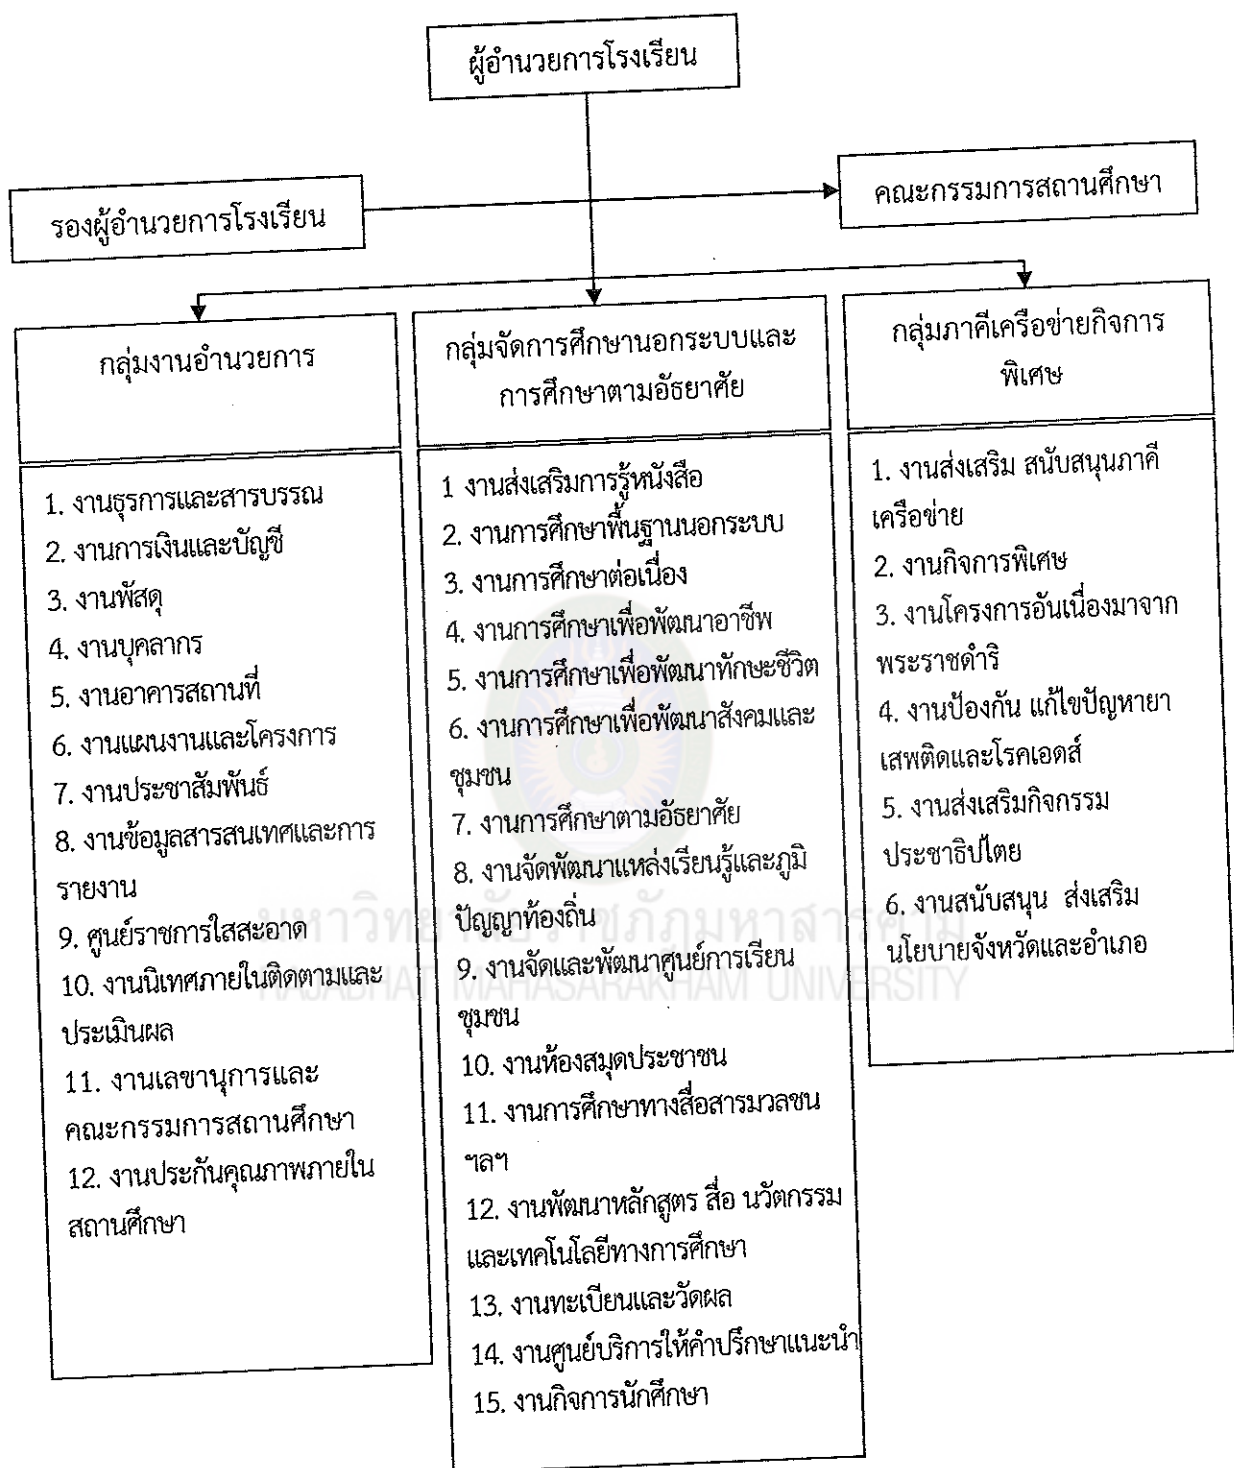 ผู้อำนวยการโรงเรียน
รองผู้อำนวยการโรงเรียน
คณะกรรมการสถานศึกษา
กลุ่มงานอำนวยการ
1. งานธุรการและสารบรรณ
2. งานการเงินและบัญชี
3. งานพัสดุ
4. งานบุคลากร
5. งานอาคารสถานที่
6. งานแผนงานและโครงการ
7. งานประชาสัมพันธ์
8. งานข้อมูลสารสนเทศและการ
รายงาน
9. ศูนย์ราชการใสสะอาด
10. งานนิเทศภายในติดตามและ
ประเมินผล
11. งานเลขานุการและ
คณะกรรมการสถานศึกษา
12. งานประกันคุณภาพภายใน
สถานศึกษา
กลุ่มจัดการศึกษานอกระบบและ
การศึกษาตามอัธยาศัย
1 งานส่งเสริมการรู้หนังสือ
2. งานการศึกษาพื้นฐานนอกระบบ
3. งานการศึกษาต่อเนื่อง
4. งานการศึกษาเพื่อพัฒนาอาชีพ
5. งานการศึกษาเพื่อพัฒนาทักษะชีวิต
6. งานการศึกษาเพื่อพัฒนาสังคมและ
ชุมชน
7. งานการศึกษาตามอัธยาศัย
8. งานจัดพัฒนาแหล่งเรียนรู้และภูมิ
ปัญญาท้องถิ่น
9. งานจัดและพัฒนาศูนย์การเรียน
ชุมชน
10. งานห้องสมุดประชาชน
11. งานการศึกษาทางสื่อสารมวลชน
ฯลฯ
12. งานพัฒนาหลักสูตร สื่อ นวัตกรรม
และเทคโนโลยีทางการศึกษา
13. งานทะเบียนและวัดผล
14. งานศูนย์บริการให้คำปรึกษาแนะนำ
15. งานกิจการนักศึกษา
กลุ่มภาคีเครือข่ายกิจการ
พิเศษ
1. งานส่งเสริม สนับสนุนภาคี
เครือข่าย
2. งานกิจการพิเศษ
3. งานโครงการอันเนื่องมาจาก
พระราชดำริ
4. งานป้องกัน แก้ไขปัญหายา
เสพติดและโรคเอดส์
5. งานส่งเสริมกิจกรรม
ประชาธิปไตย
6. งานสนับสนุน ส่งเสริม
นโยบายจังหวัดและอำเภอ
มหาวิทยาลัยราชภัฏมหาสารคาม
RAJABHAT MAHASARAKHAM UNIVERSITY